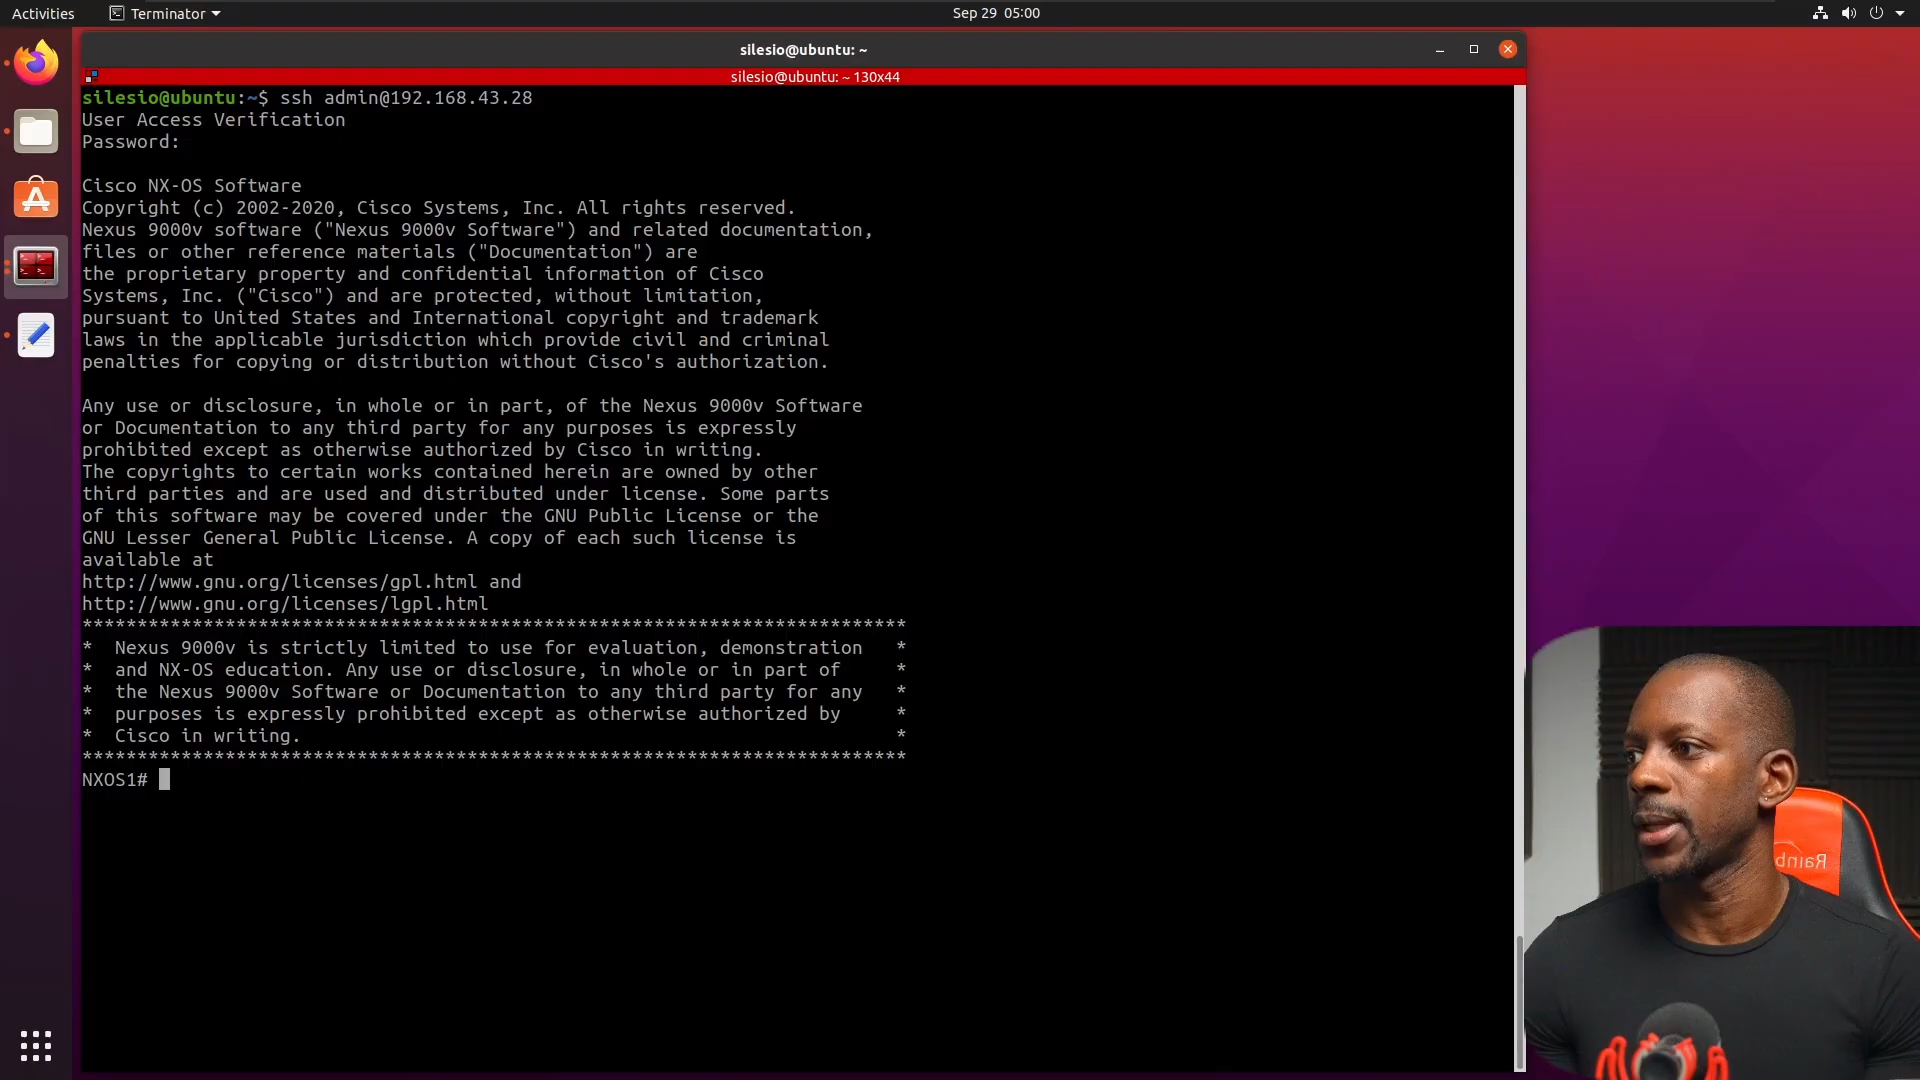 Activities
Terminator
Sep 29 05:00
silesio@ubuntu: ~
silesio@ubuntu: ~ 130x44
silesio@ubuntu:~$ ssh admin@192.168.43.28
User Access Verification
Password:
Cisco NX-OS Software
Copyright (c) 2002-2020, Cisco Systems, Inc. All rights reserved.
Nexus 9000v software ("Nexus 9000v Software") and related documentation,
files or other reference materials ("Documentation") are
the proprietary property and confidential information of Cisco
Systems, Inc. ("Cisco") and are protected, without limitation,
pursuant to United States and International copyright and trademark
laws in the applicable jurisdiction which provide civil and criminal
penalties for copying or distribution without Cisco's authorization.
Any use or disclosure, in whole or in part, of the Nexus 9000v Software
or Documentation to any third party for any purposes is expressly
prohibited except as otherwise authorized by Cisco in writing.
The copyrights to certain works contained herein are owned by other
third parties and are used and distributed under license. Some parts
of this software may be covered under the GNU Public License or the
GNU Lesser General Public License. A copy of each such license is
available at
http://www.gnu.org/licenses/gpl.html and
http://www.gnu.org/licenses/lgpl.html
***************************************************************************
*  Nexus 9000v is strictly limited to use for evaluation, demonstration   *
*  and NX-OS education. Any use or disclosure, in whole or in part of     *
*  the Nexus 9000v Software or Documentation to any third party for any   *
*  purposes is expressly prohibited except as otherwise authorized by     *
*  Cisco in writing.                                                      *
***************************************************************************
NXOS1#
Rainb